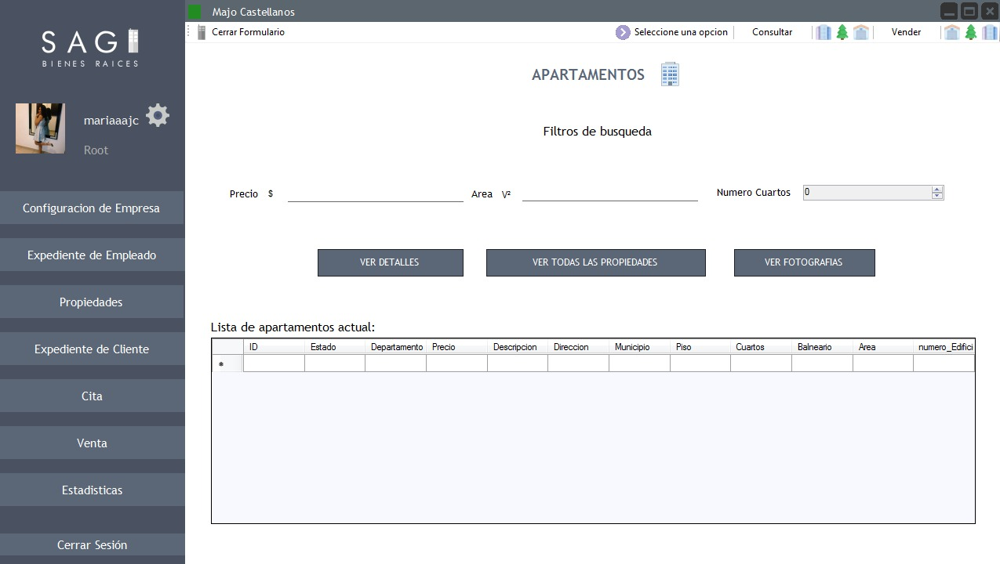 Majo Castellanos
Cerrar Formulario
Seleccione una opcion
Consultar
Vender
SAGI
BIENES RAICES
mariaaajc
Root
Configuracion de Empresa
Expediente de Empleado
Propiedades
Expediente de Cliente
Cita
Venta
Estadisticas
Cerrar Sesión
APARTAMENTOS
Filtros de busqueda
Precio $
Area V²
Numero Cuartos 0
VER DETALLES
VER TODAS LAS PROPIEDADES
VER FOTOGRAFIAS
Lista de apartamentos actual:
ID Estado Departamento Precio Descripcion Direccion Municipio Piso Cuartos Balneario Area numero_Edifici
*